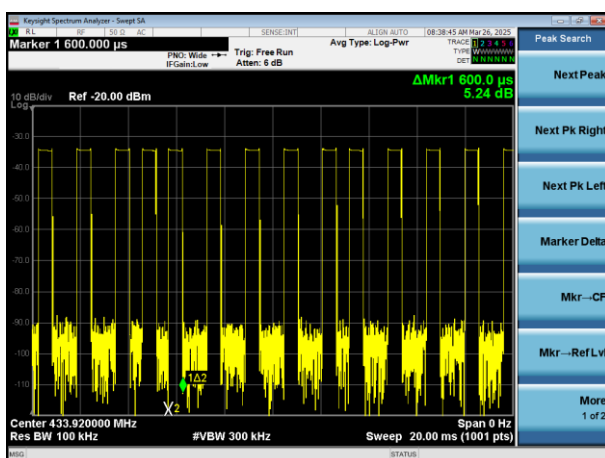 Keysight Spectrum Analyzer - Swept SA
RL RF 50 Ω AC SENSE:INT ALIGN AUTO 08:38:45 AM Mar 26, 2025
Marker 1 600.000 µs
PNO: Wide
IFGain:Low
Trig: Free Run
Atten: 6 dB
Avg Type: Log-Pwr
TRACE 1 2 3 4 5 6
TYPE WWWWWW
DET N N N N N N
Peak Search
ΔMkr1 600.0 µs
5.24 dB
10 dB/div Ref -20.00 dBm
Log
-30.0
-40.0
-50.0
-60.0
-70.0
-80.0
-90.0
-100
-110
1Δ2
X2
Center 433.920000 MHz Span 0 Hz
Res BW 100 kHz #VBW 300 kHz Sweep 20.00 ms (1001 pts)
MSG STATUS
Next Peak
Next Pk Right
Next Pk Left
Marker Delta
Mkr→CF
Mkr→Ref Lvl
More
1 of 2